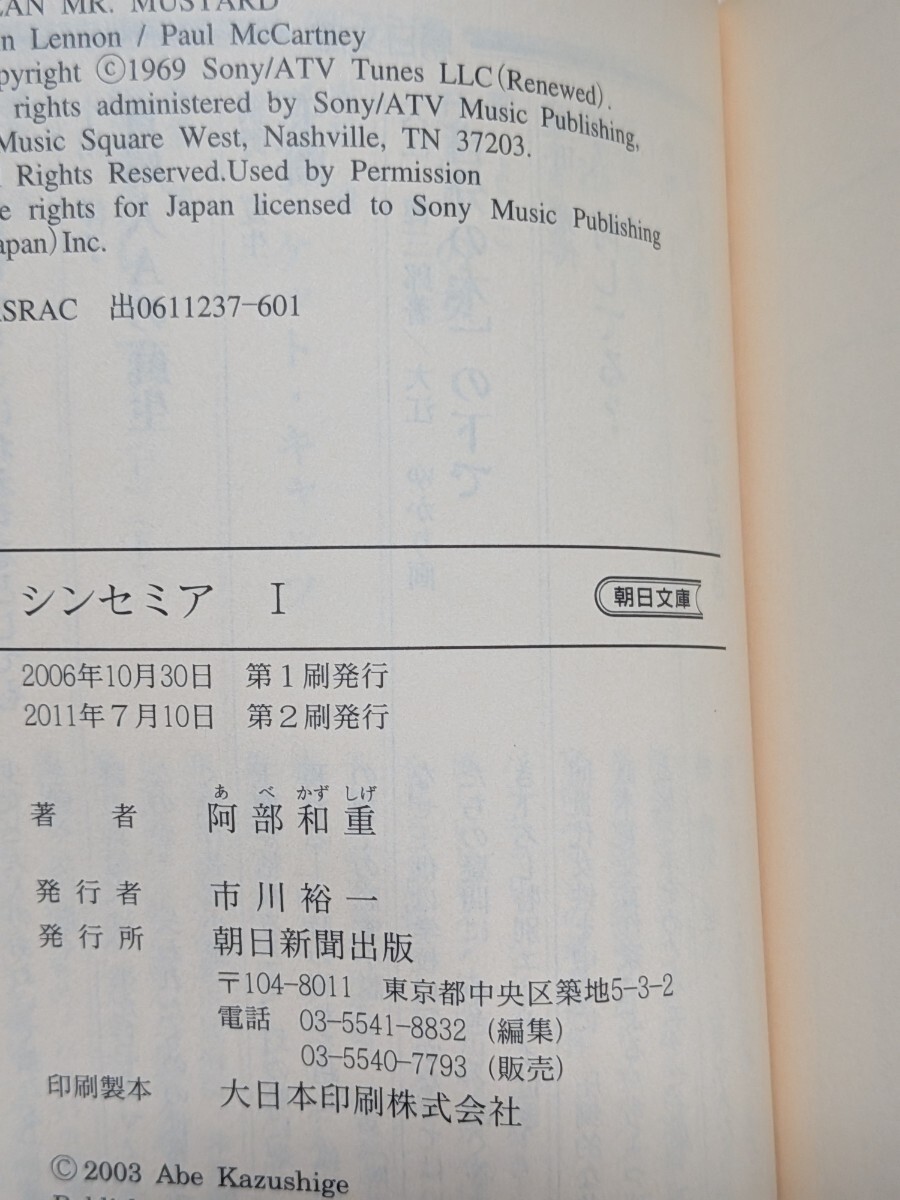 EAN MR. MUSTARD
n Lennon / Paul McCartney
pyright ©1969 Sony/ATV Tunes LLC(Renewed).
rights administered by Sony/ATV Music Publishing,
Music Square West, Nashville, TN 37203.
Rights Reserved.Used by Permission
e rights for Japan licensed to Sony Music Publishing
apan)Inc.
SRAC 出0611237-601
シンセミア I
朝日文庫
2006年10月30日 第1刷発行
2011年7月10日 第2刷発行
あ べ かず しげ
著 者 阿部和重
発行者 市川裕一
発行所 朝日新聞出版
〒104-8011 東京都中央区築地5-3-2
電話 03-5541-8832 (編集)
03-5540-7793 (販売)
印刷製本 大日本印刷株式会社
© 2003 Abe Kazushige